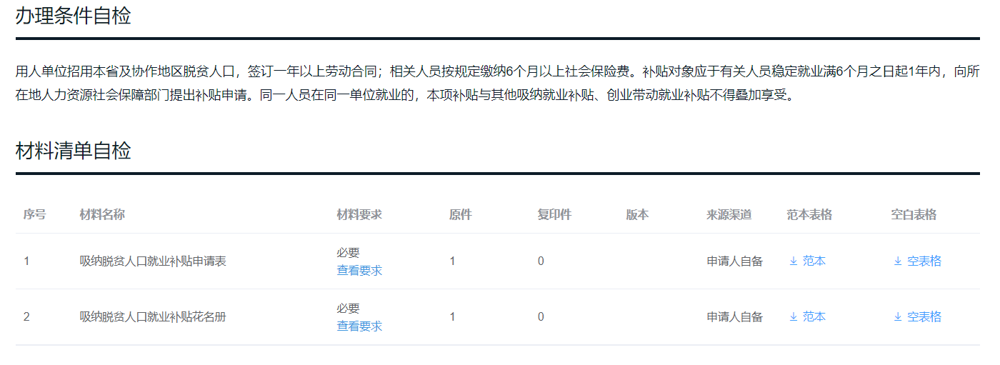 办理条件自检
用人单位招用本省及协作地区脱贫人口，签订一年以上劳动合同；相关人员按规定缴纳6个月以上社会保险费。补贴对象应于有关人员稳定就业满6个月之日起1年内，向所
在地人力资源社会保障部门提出补贴申请。同一人员在同一单位就业的，本项补贴与其他吸纳就业补贴、创业带动就业补贴不得叠加享受。
材料清单自检
序号 材料名称 材料要求 原件 复印件 版本 来源渠道 范本表格 空白表格
1 吸纳脱贫人口就业补贴申请表 必要 1 0 申请人自备 范本 空表格
查看要求
2 吸纳脱贫人口就业补贴花名册 必要 1 0 申请人自备 范本 空表格
查看要求